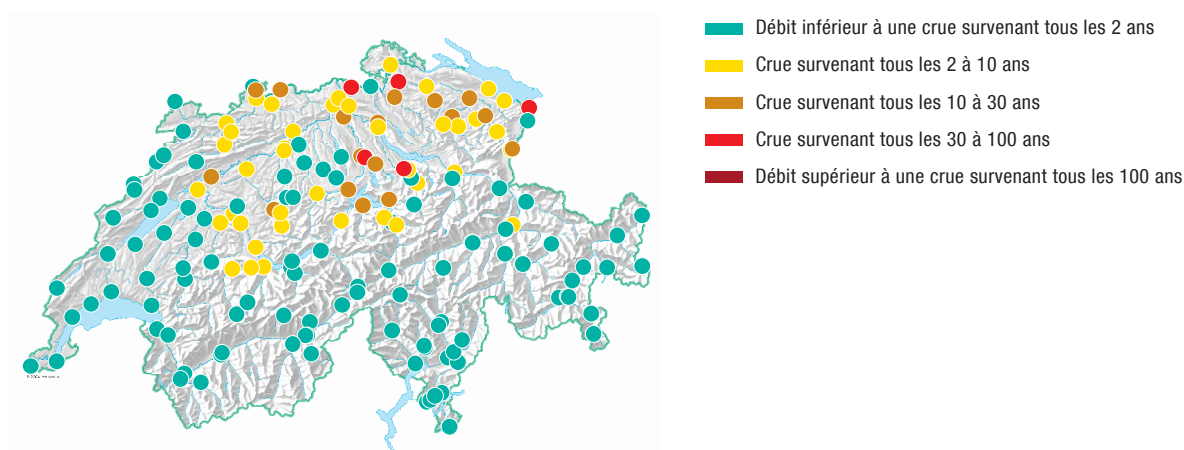 Débit inférieur à une crue survenant tous les 2 ans
Crue survenant tous les 2 à 10 ans
Crue survenant tous les 10 à 30 ans
Crue survenant tous les 30 à 100 ans
Débit supérieur à une crue survenant tous les 100 ans